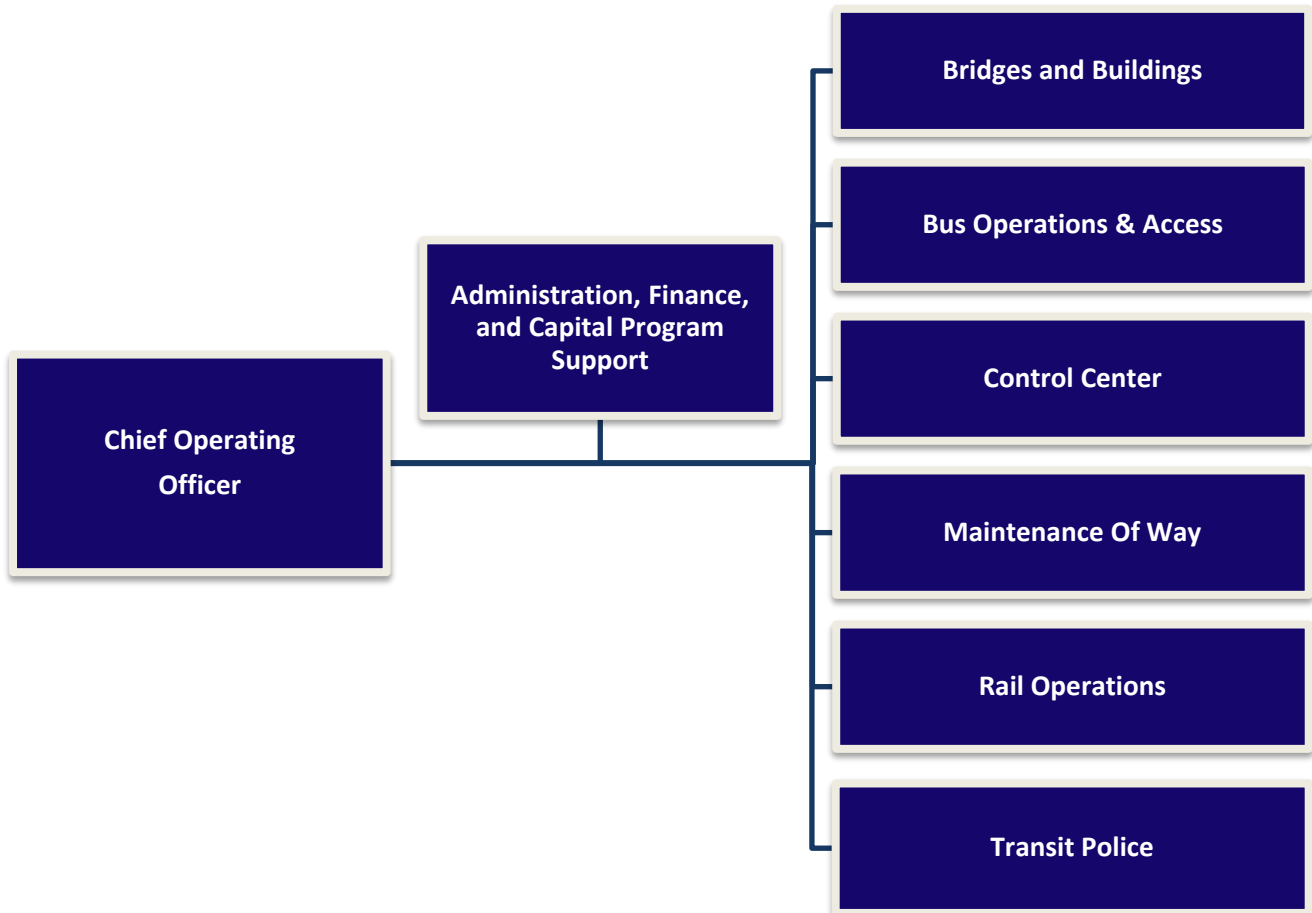 Chief Operating
Officer
Administration, Finance,
and Capital Program
Support
Bridges and Buildings
Bus Operations & Access
Control Center
Maintenance Of Way
Rail Operations
Transit Police